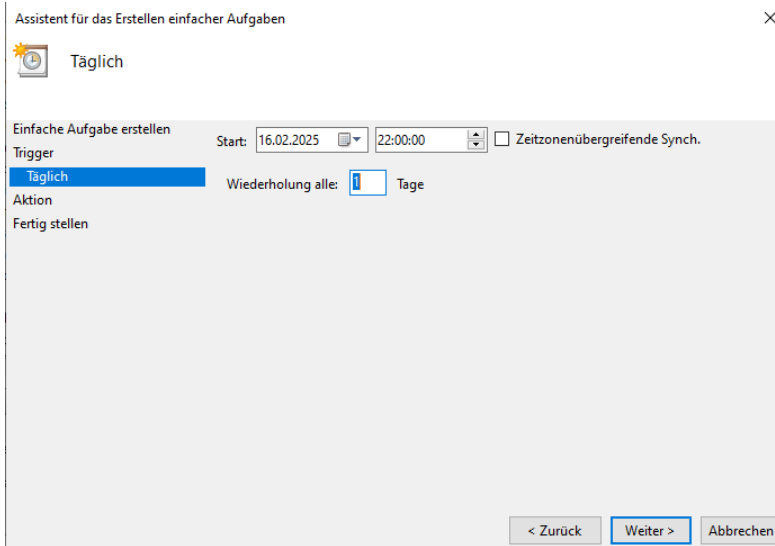 Assistent für das Erstellen einfacher Aufgaben
Täglich
Einfache Aufgabe erstellen
Trigger
Täglich
Aktion
Fertig stellen
Start: 16.02.2025 22:00:00 Zeitzonenübergreifende Synch.
Wiederholung alle: 1 Tage
< Zurück Weiter > Abbrechen